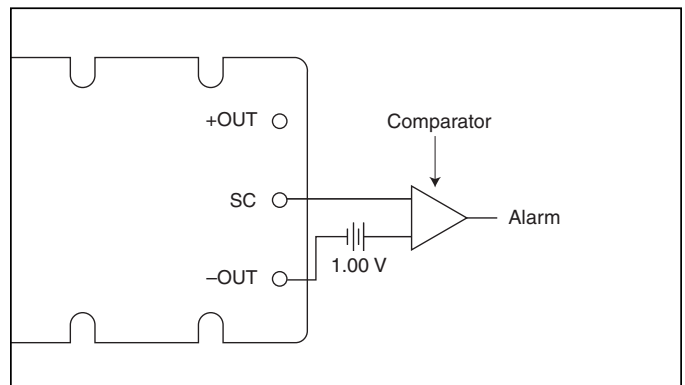 +OUT
Comparator
SC
Alarm
–OUT
1.00 V